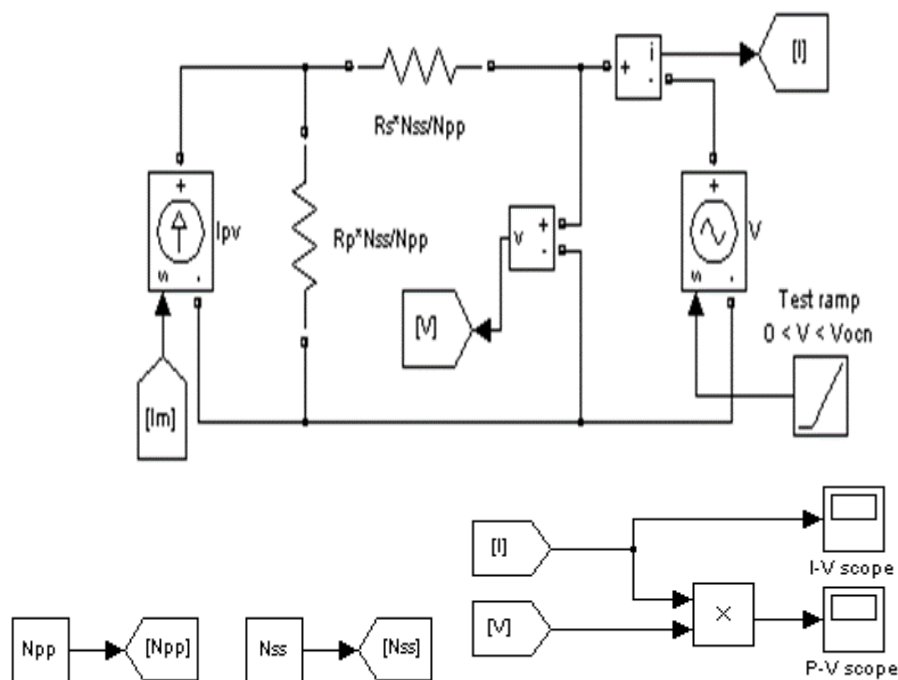 [I]
i
+
-
Rs*Nss/Npp
+
Ipv
s
-
Rp*Nss/Npp
v
+
-
+
V
s
-
[V]
Test ramp
0 < V < Vocn
[Im]
[I]
I-V scope
[V]
×
P-V scope
Npp
[Npp]
Nss
[Nss]